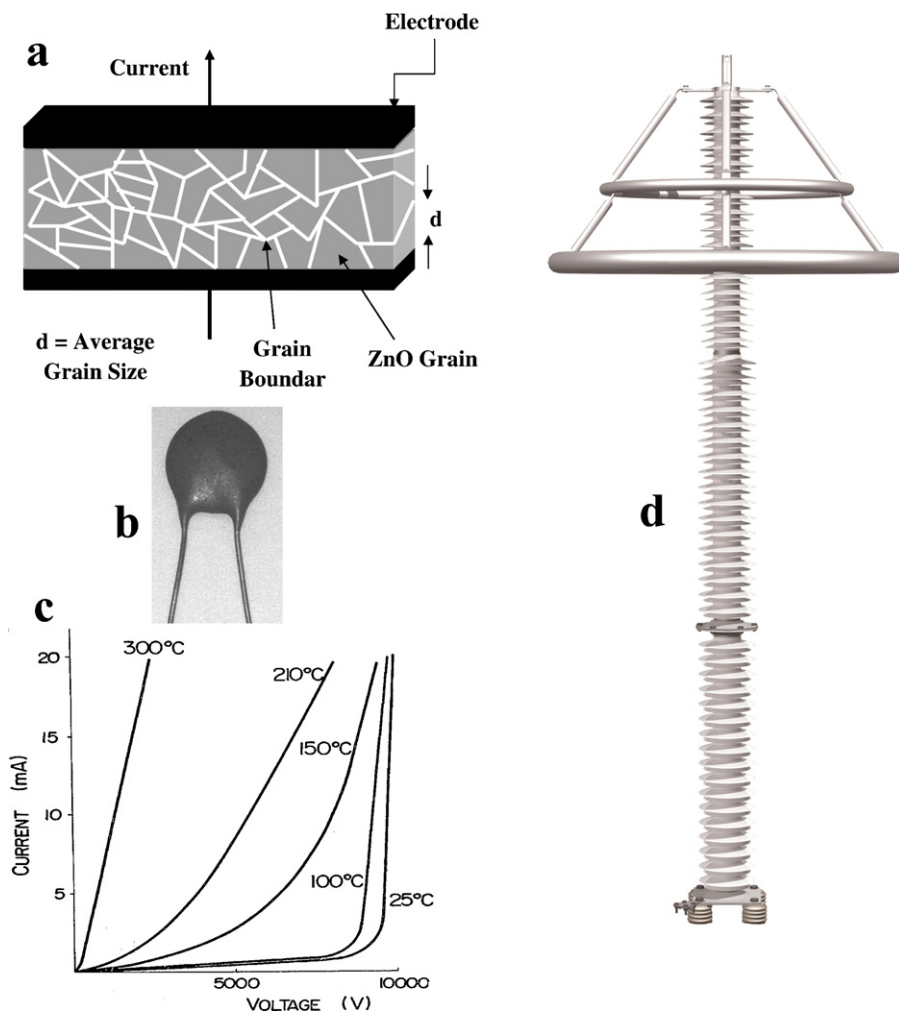 a
Electrode
Current
d
d = Average
Grain Size
Grain
Boundar
ZnO Grain
b
d
c
300°C
210°C
150°C
100°C
25°C
20
15
10
5
CURRENT (mA)
5000
10000
VOLTAGE (V)